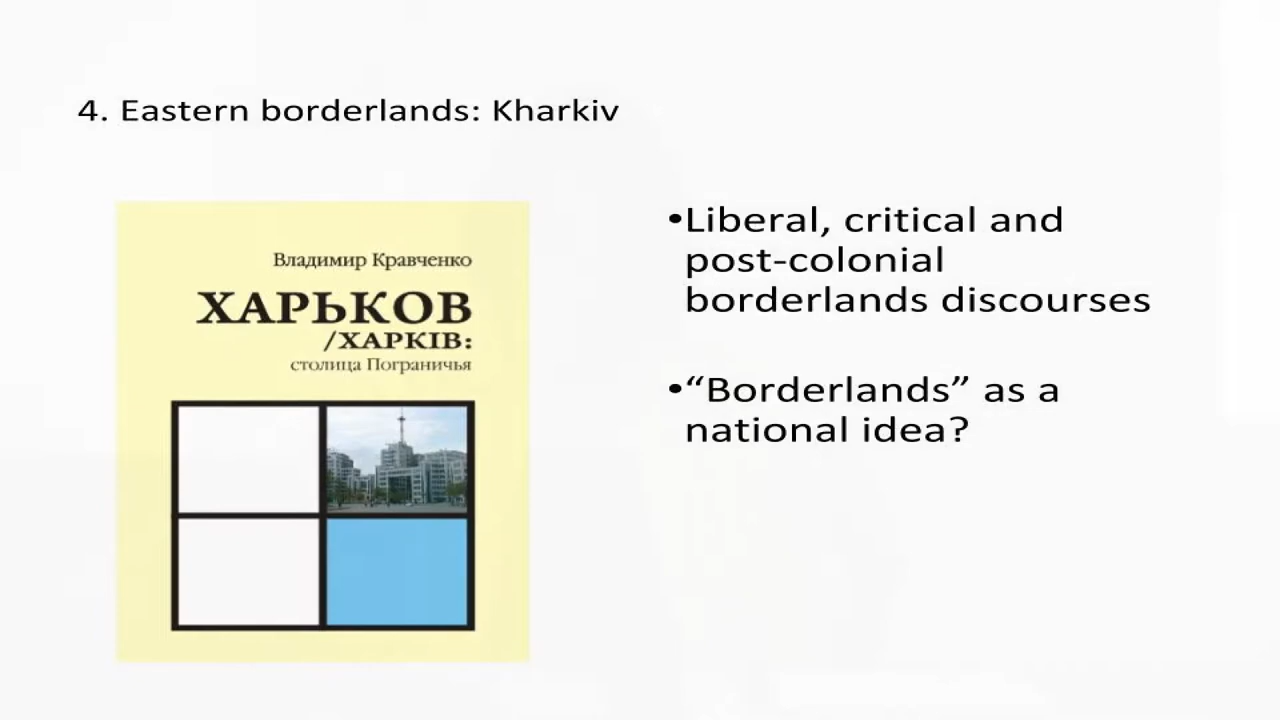 4. Eastern borderlands: Kharkiv
Владимир Кравченко
ХАРЬКОВ
/ХАРКІВ:
столица Пограничья
•Liberal, critical and
post-colonial
borderlands discourses
•“Borderlands” as a
national idea?